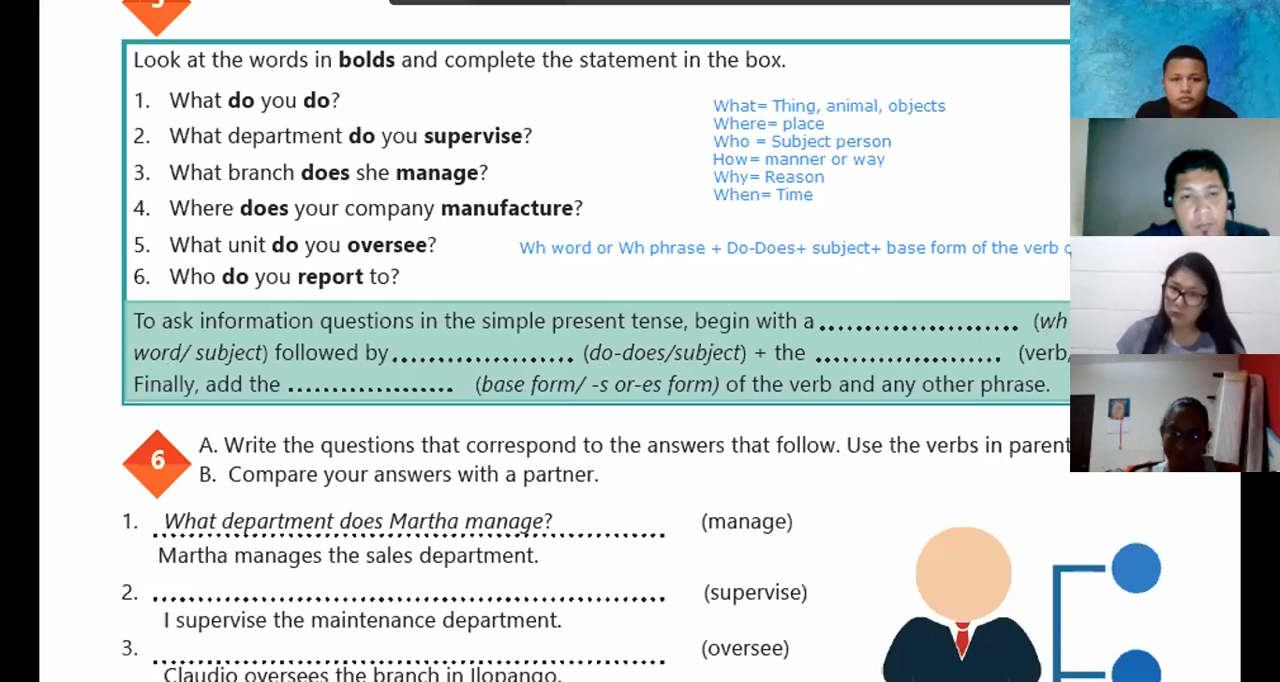 Look at the words in bolds and complete the statement in the box.
1. What do you do?
2. What department do you supervise?
3. What branch does she manage?
4. Where does your company manufacture?
5. What unit do you oversee?
6. Who do you report to?
What= Thing, animal, objects
Where= place
Who = Subject person
How= manner or way
Why= Reason
When= Time
Wh word or Wh phrase + Do-Does+ subject+ base form of the verb
To ask information questions in the simple present tense, begin with a .................... (wh
word/ subject) followed by.................... (do-does/subject) + the .................... (verb/
Finally, add the .................... (base form/ -s or-es form) of the verb and any other phrase.
6
A. Write the questions that correspond to the answers that follow. Use the verbs in
B. Compare your answers with a partner.
1. What department does Martha manage? (manage)
Martha manages the sales department.
2. (supervise)
I supervise the maintenance department.
3. (oversee)
Claudio oversees the branch in Ilopango.